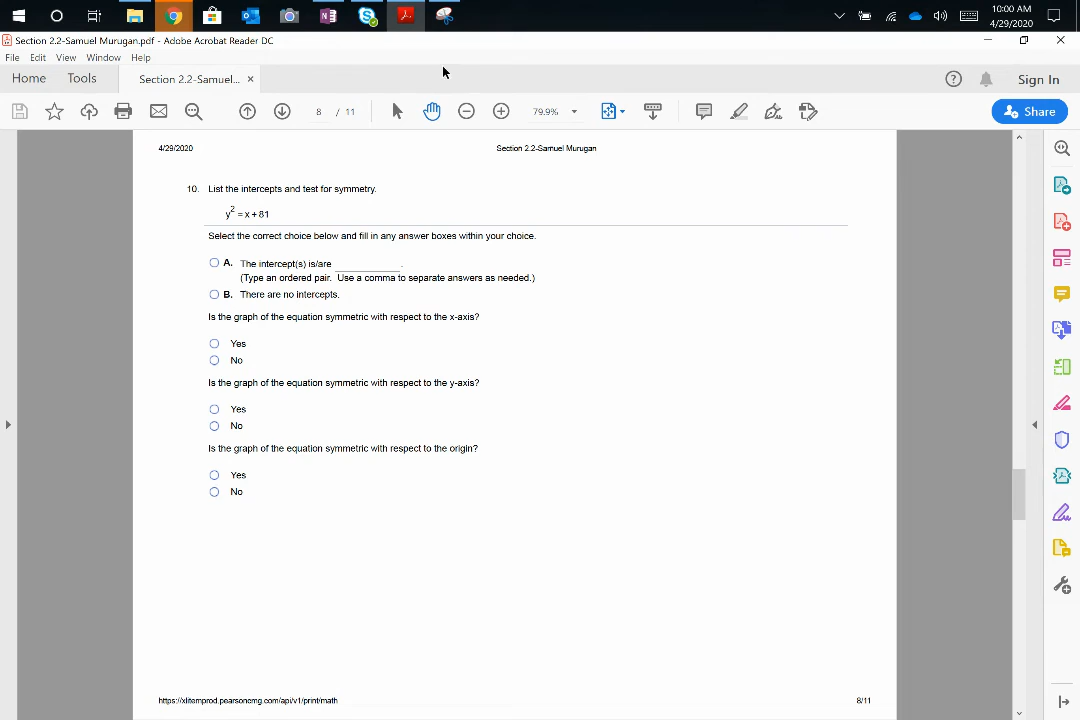 10:00 AM
4/29/2020
Section 2.2-Samuel Murugan.pdf - Adobe Acrobat Reader DC
File Edit View Window Help
Home Tools Section 2.2-Samuel... × Sign In
8 / 11 79.9% Share
4/29/2020 Section 2.2-Samuel Murugan
10. List the intercepts and test for symmetry.
y² = x + 81
Select the correct choice below and fill in any answer boxes within your choice.
A. The intercept(s) is/are __________.
(Type an ordered pair. Use a comma to separate answers as needed.)
B. There are no intercepts.
Is the graph of the equation symmetric with respect to the x-axis?
Yes
No
Is the graph of the equation symmetric with respect to the y-axis?
Yes
No
Is the graph of the equation symmetric with respect to the origin?
Yes
No
https://xlitemprod.pearsoncmg.com/api/v1/print/math 8/11